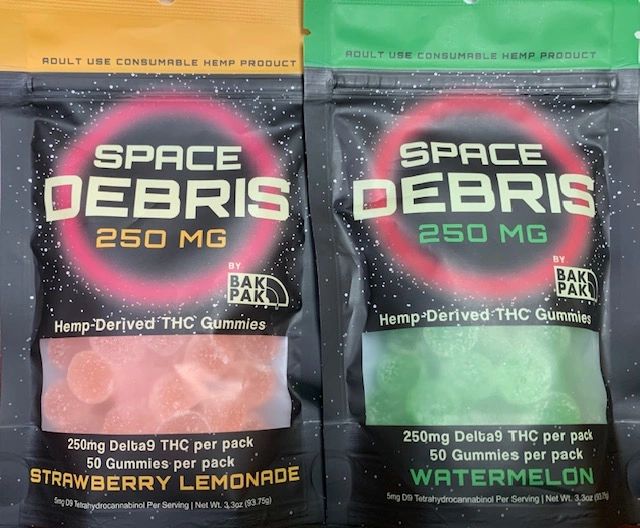 ADULT USE CONSUMABLE HEMP PRODUCT
SPACE
DEBRIS
250 MG
BY
BAK
PAK
Hemp-Derived THC Gummies
250mg Delta9 THC per pack
50 Gummies per pack
STRAWBERRY LEMONADE
5mg D9 Tetrahydrocannabinol Per Serving | Net Wt. 3.3oz (93.75g)
ADULT USE CONSUMABLE HEMP PRODUCT
SPACE
DEBRIS
250 MG
BY
BAK
PAK
Hemp-Derived THC Gummies
250mg Delta9 THC per pack
50 Gummies per pack
WATERMELON
5mg D9 Tetrahydrocannabinol Per Serving | Net Wt. 3.3oz